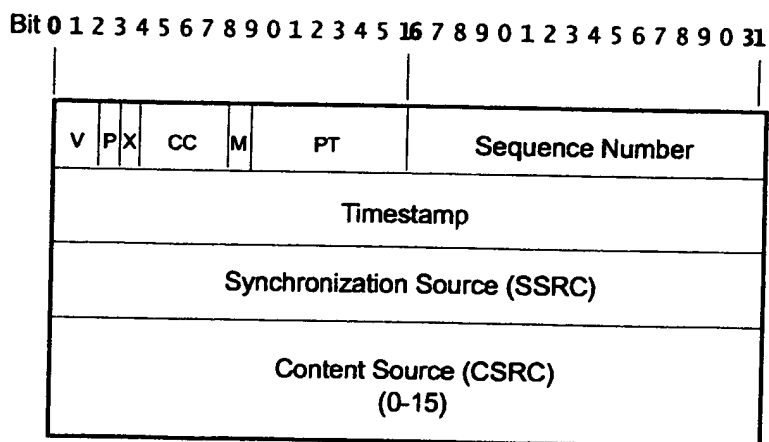 Bit 0 1 2 3 4 5 6 7 8 9 0 1 2 3 4 5 16 7 8 9 0 1 2 3 4 5 6 7 8 9 0 31
V P X CC M PT Sequence Number
Timestamp
Synchronization Source (SSRC)
Content Source (CSRC)
(0-15)